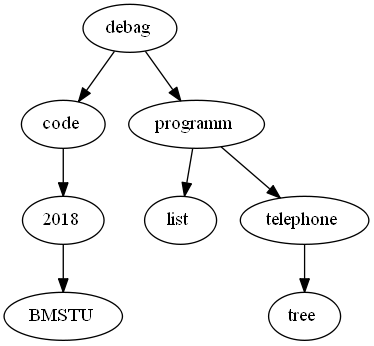 debag
code
programm
2018
list
telephone
BMSTU
tree